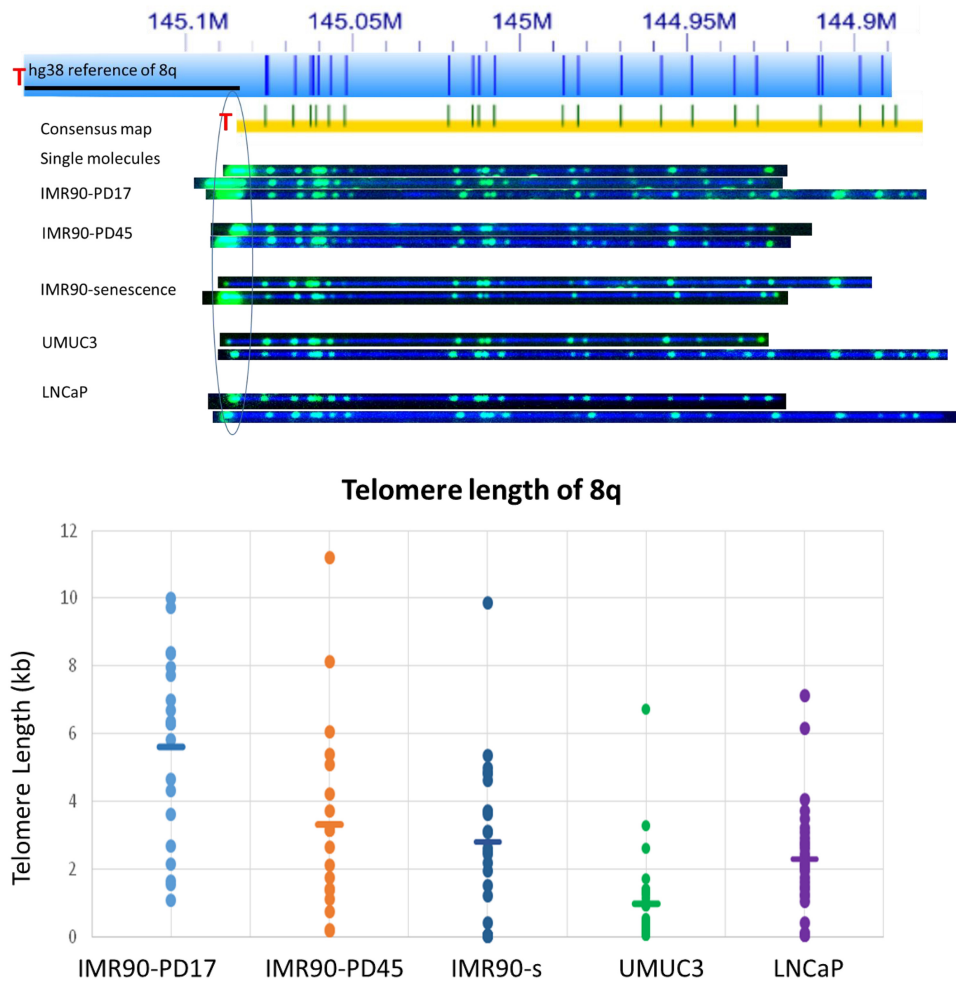 145.1M 145.05M 145M 144.95M 144.9M
T hg38 reference of 8q
T
Consensus map
Single molecules
IMR90-PD17
IMR90-PD45
IMR90-senescence
UMUC3
LNCaP
Telomere length of 8q
Telomere Length (kb)
12
10
8
6
4
2
0
IMR90-PD17 IMR90-PD45 IMR90-s UMUC3 LNCaP